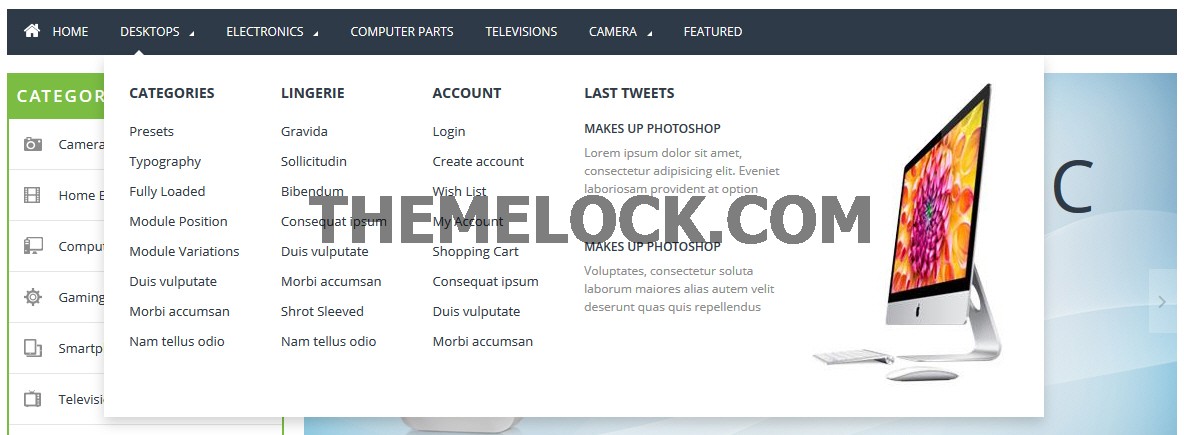 HOME DESKTOPS ELECTRONICS COMPUTER PARTS TELEVISIONS CAMERA FEATURED
CATEGOR
Camera
Home E
Comput
Gaming
Smartp
Televisi
CATEGORIES
Presets
Typography
Fully Loaded
Module Position
Module Variations
Duis vulputate
Morbi accumsan
Nam tellus odio
LINGERIE
Gravida
Sollicitudin
Bibendum
Consequat ipsum
Duis vulputate
Morbi accumsan
Shrot Sleeved
Nam tellus odio
ACCOUNT
Login
Create account
Wish List
My Account
Shopping Cart
Consequat ipsum
Duis vulputate
Morbi accumsan
LAST TWEETS
MAKES UP PHOTOSHOP
Lorem ipsum dolor sit amet,
consectetur adipisicing elit. Eveniet
laboriosam provident at option
MAKES UP PHOTOSHOP
Voluptates, consectetur soluta
laborum maiores alias autem velit
deserunt quas quis repellendus
C
THEMELOCK.COM